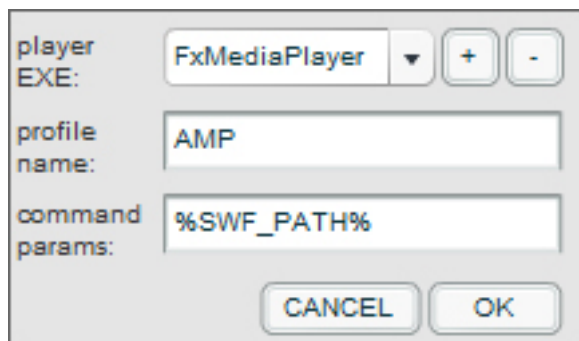 player EXE:
FxMediaPlayer + -
profile name:
AMP
command params:
%SWF_PATH%
CANCEL OK